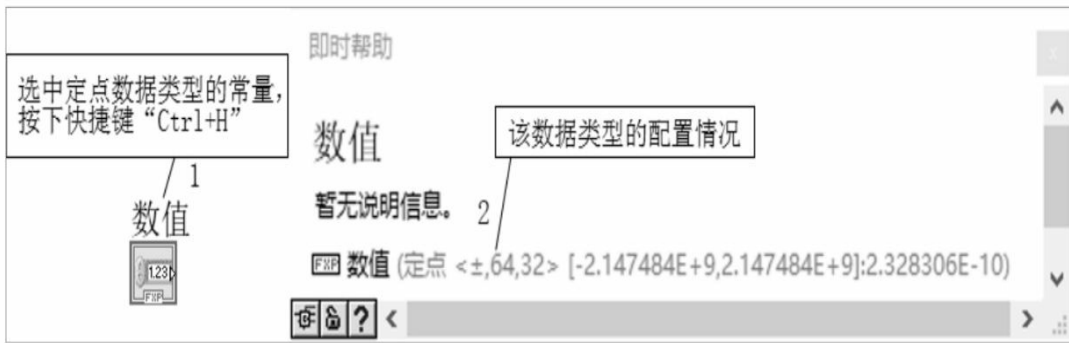 选中定点数据类型的常量，
按下快捷键“Ctrl+H”
1
数值
1.23
FXP
即时帮助
x
数值
该数据类型的配置情况
暂无说明信息。
2
FXP 数值 (定点 <±,64,32> [-2.147484E+9,2.147484E+9]:2.328306E-10)
?